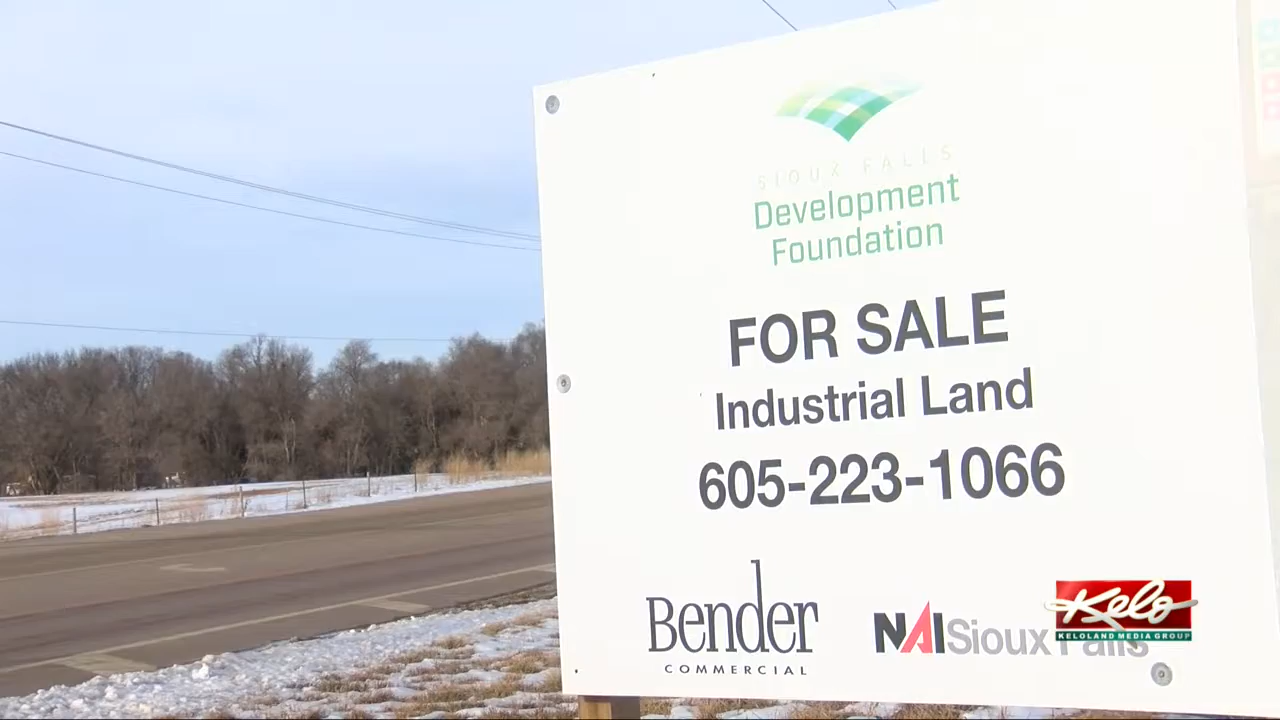 SIOUX FALLS
Development
Foundation
FOR SALE
Industrial Land
605-223-1066
Bender
COMMERCIAL
NAI Sioux Falls
Kelo
KELOLAND MEDIA GROUP